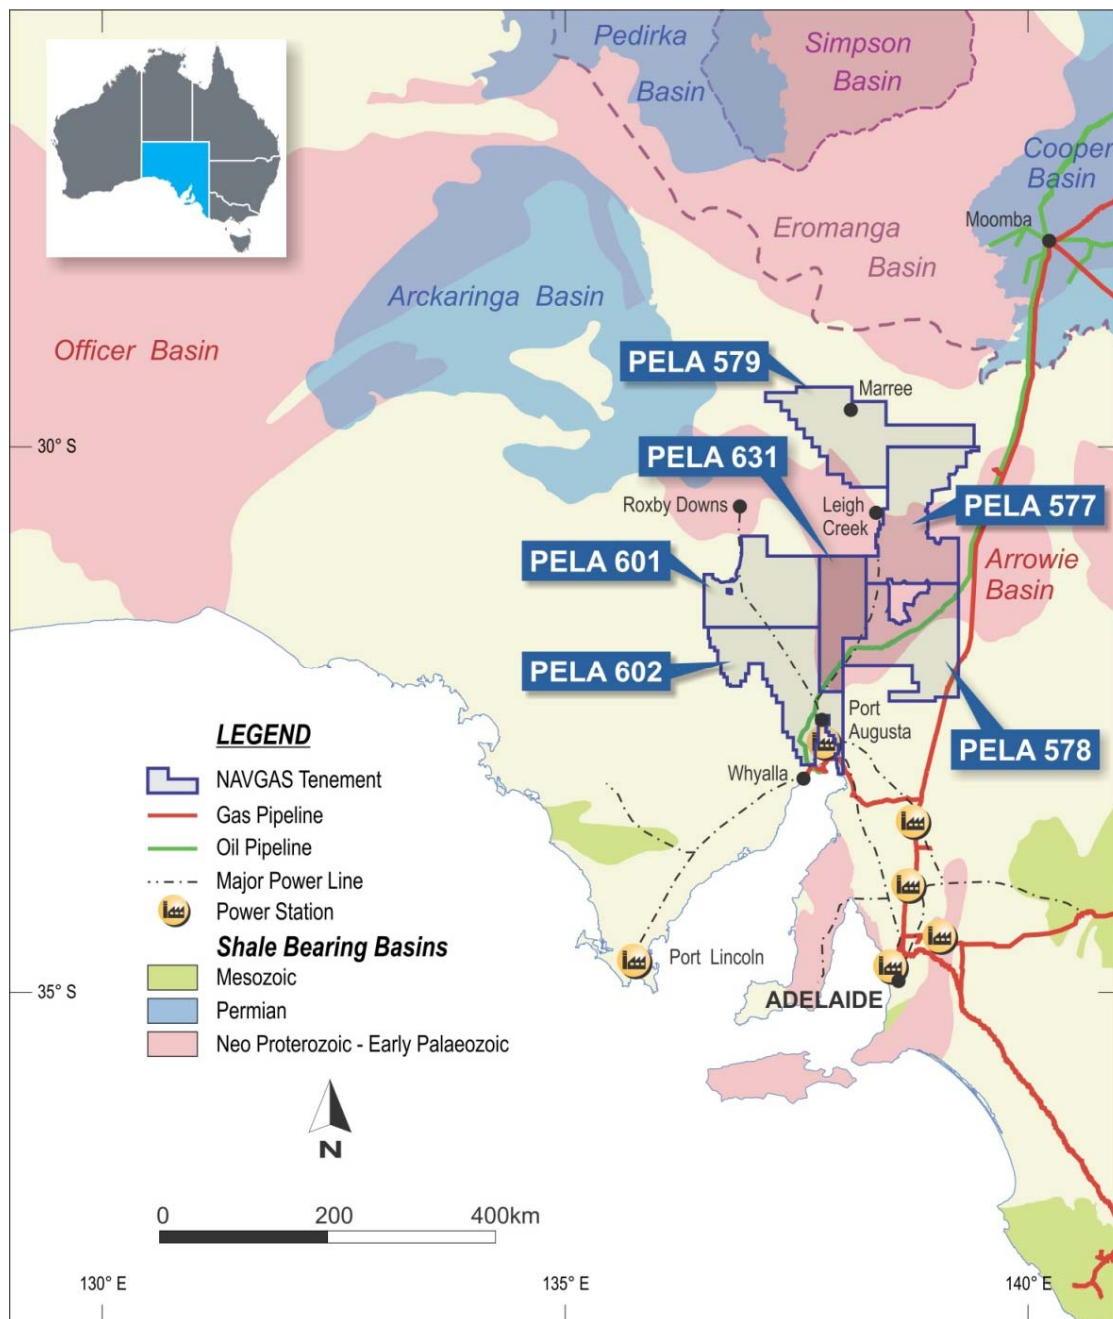 Pedirka
Basin
Simpson
Basin
Cooper
Basin
Moomba
Eromanga
Basin
Arckaringa Basin
Officer Basin
PELA 579
Marree
30° S
PELA 631
Roxby Downs
Leigh
Creek
PELA 577
PELA 601
Arrowie
Basin
PELA 602
Port
Augusta
PELA 578
Whyalla
LEGEND
NAVGAS Tenement
Gas Pipeline
Oil Pipeline
Major Power Line
Power Station
Shale Bearing Basins
Mesozoic
Permian
Neo Proterozoic - Early Palaeozoic
Port Lincoln
35° S
ADELAIDE
N
0 200 400km
130° E 135° E 140° E